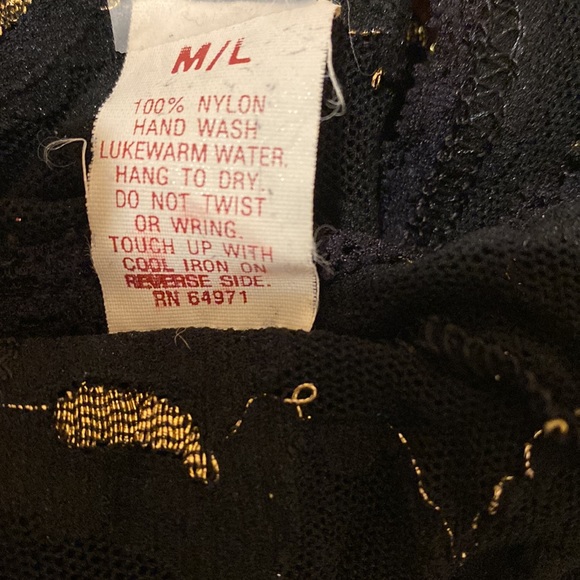 M/L
100% NYLON
HAND WASH
LUKEWARM WATER.
HANG TO DRY.
DO NOT TWIST
OR WRING.
TOUCH UP WITH
COOL IRON ON
REVERSE SIDE.
RN 64971